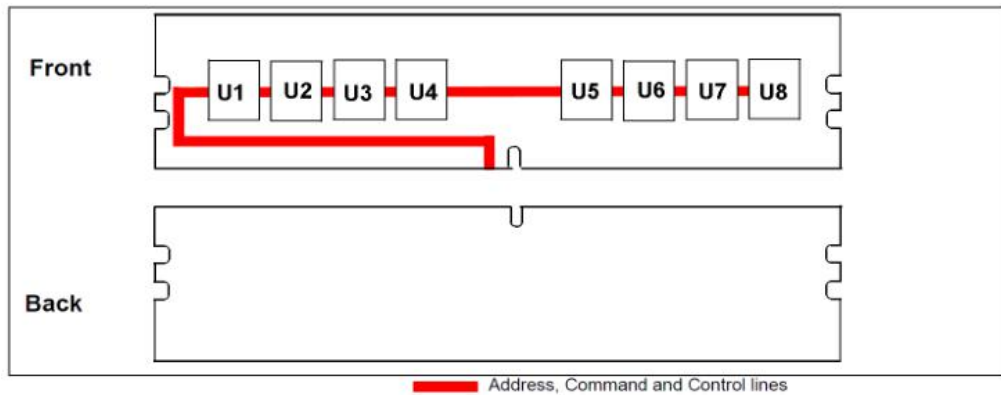 Front
U1 U2 U3 U4 U5 U6 U7 U8
Back
Address, Command and Control lines